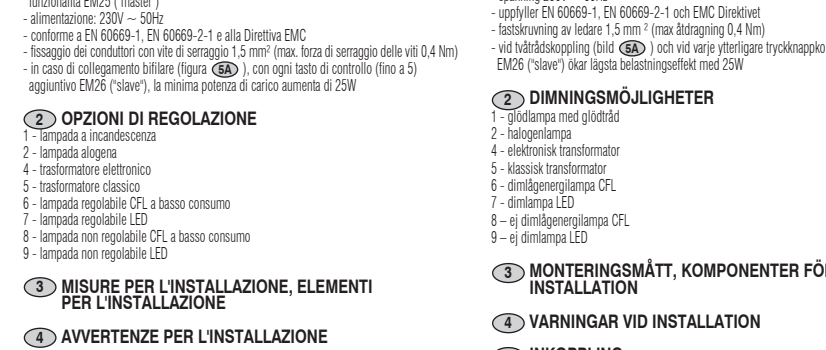 funzionalità EM25 ("master")
- alimentazione: 230V ~ 50Hz
- conforme a EN 60669-1, EN 60669-2-1 e alla Direttiva EMC
- fissaggio dei conduttori con vite di serraggio 1,5 mm² (max. forza di serraggio delle viti 0,4 Nm)
- in caso di collegamento bifilare (figura 5A ), con ogni tasto di controllo (fino a 5)
aggiuntivo EM26 ("slave"), la minima potenza di carico aumenta di 25W
2 OPZIONI DI REGOLAZIONE
1 - lampada a incandescenza
2 - lampada alogena
4 - trasformatore elettronico
5 - trasformatore classico
6 - lampada regolabile CFL a basso consumo
7 - lampada regolabile LED
8 - lampada non regolabile CFL a basso consumo
9 - lampada non regolabile LED
3 MISURE PER L'INSTALLAZIONE, ELEMENTI
PER L'INSTALLAZIONE
4 AVVERTENZE PER L'INSTALLAZIONE
- uppfyller EN 60669-1, EN 60669-2-1 och EMC Direktivet
- fastskruvning av ledare 1,5 mm ² (max åtdragning 0,4 Nm)
- vid tvåtrådskoppling (bild 5A ) och vid varje ytterligare tryckknappko
EM26 ("slave") ökar lägsta belastningseffekt med 25W
2 DIMNINGSMÖJLIGHETER
1 - glödlampa med glödtråd
2 - halogenlampa
4 - elektronisk transformator
5 - klassisk transformator
6 - dimlågenergilampa CFL
7 - dimlampa LED
8 – ej dimlågenergilampa CFL
9 – ej dimlampa LED
3 MONTERINGSMÅTT, KOMPONENTER FÖ
INSTALLATION
4 VARNINGAR VID INSTALLATION